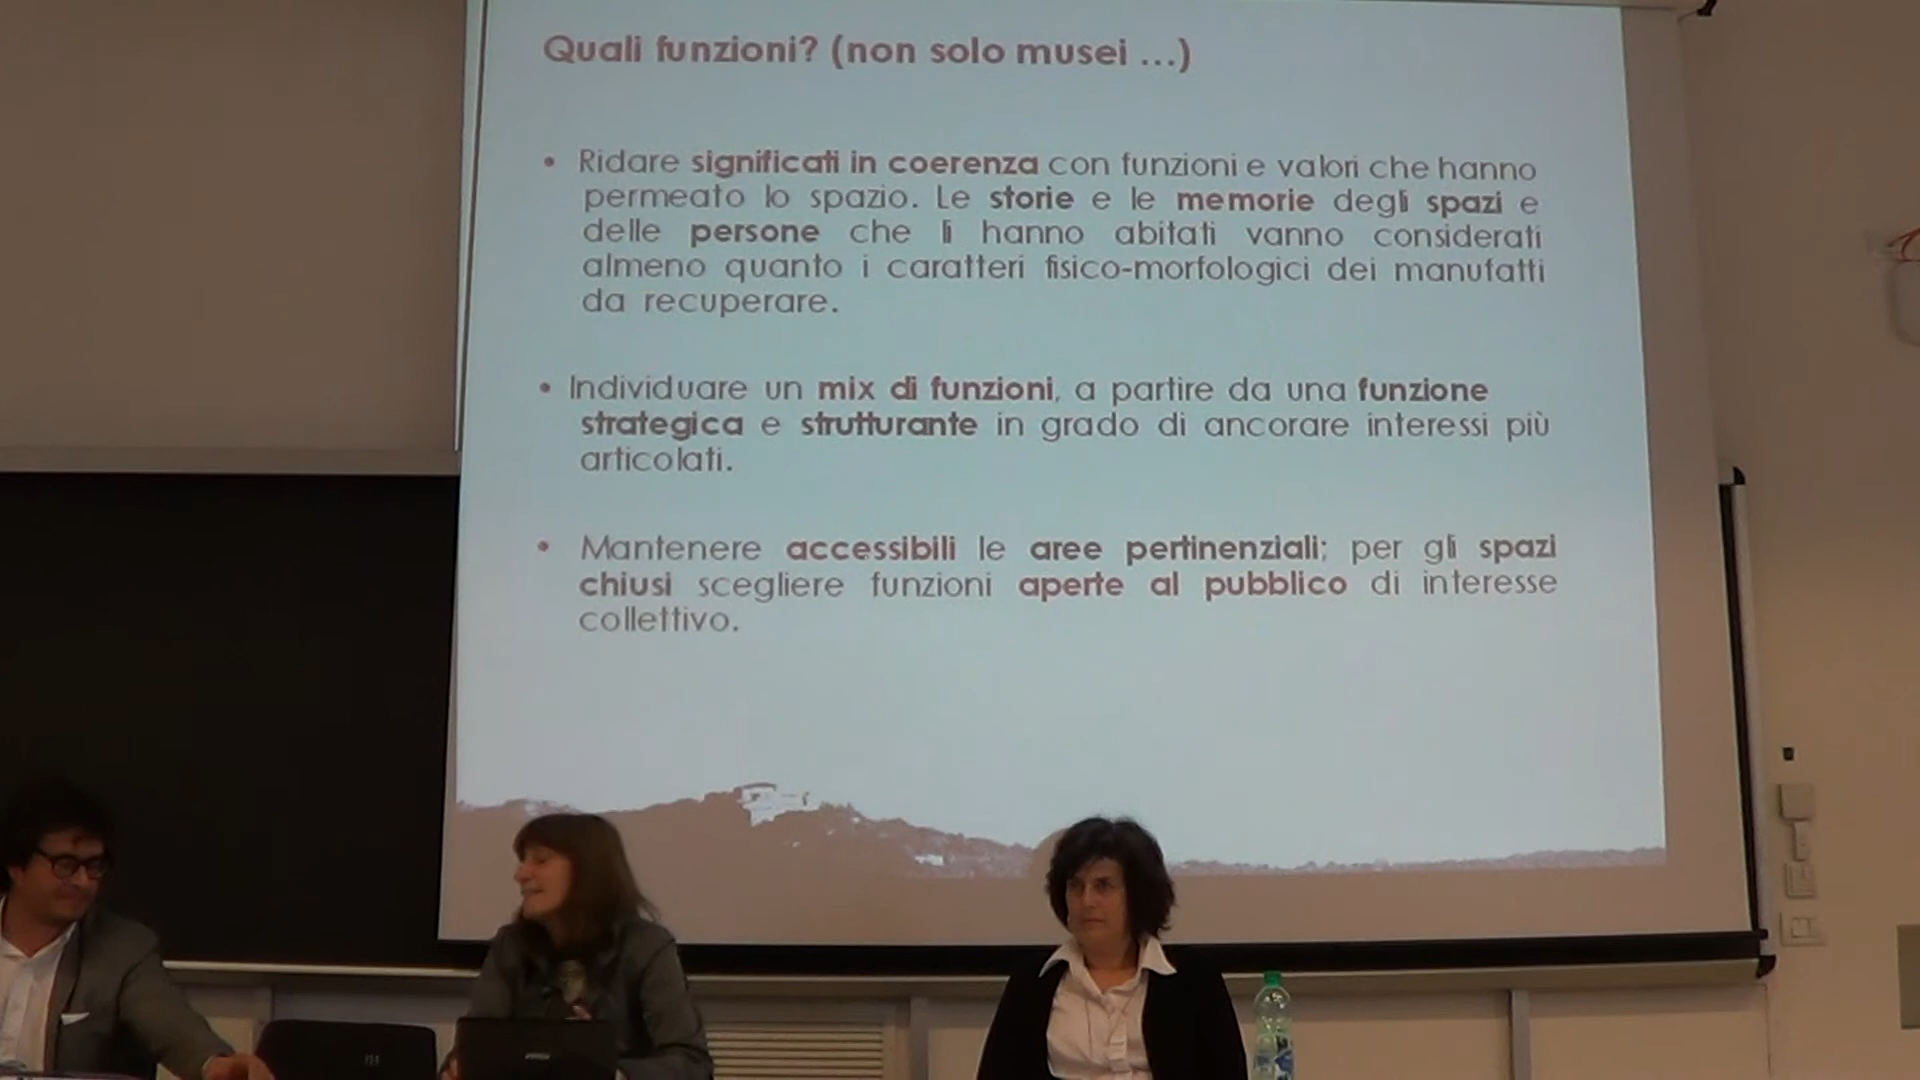 Quali funzioni? (non solo musei ...)
• Ridare significati in coerenza con funzioni e valori che hanno
permeato lo spazio. Le storie e le memorie degli spazi e
delle persone che li hanno abitati vanno considerati
almeno quanto i caratteri fisico-morfologici dei manufatti
da recuperare.
• Individuare un mix di funzioni, a partire da una funzione
strategica e strutturante in grado di ancorare interessi più
articolati.
• Mantenere accessibili le aree pertinenziali; per gli spazi
chiusi scegliere funzioni aperte al pubblico di interesse
collettivo.